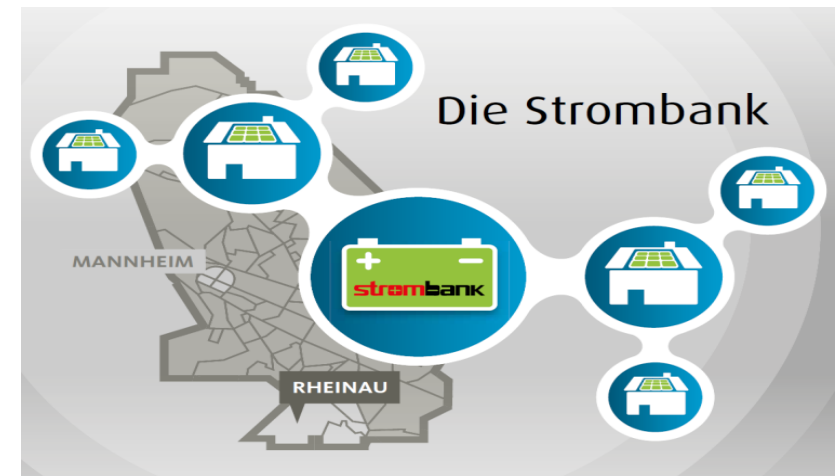 Die Strombank
MANNHEIM
+ −
strombank
RHEINAU